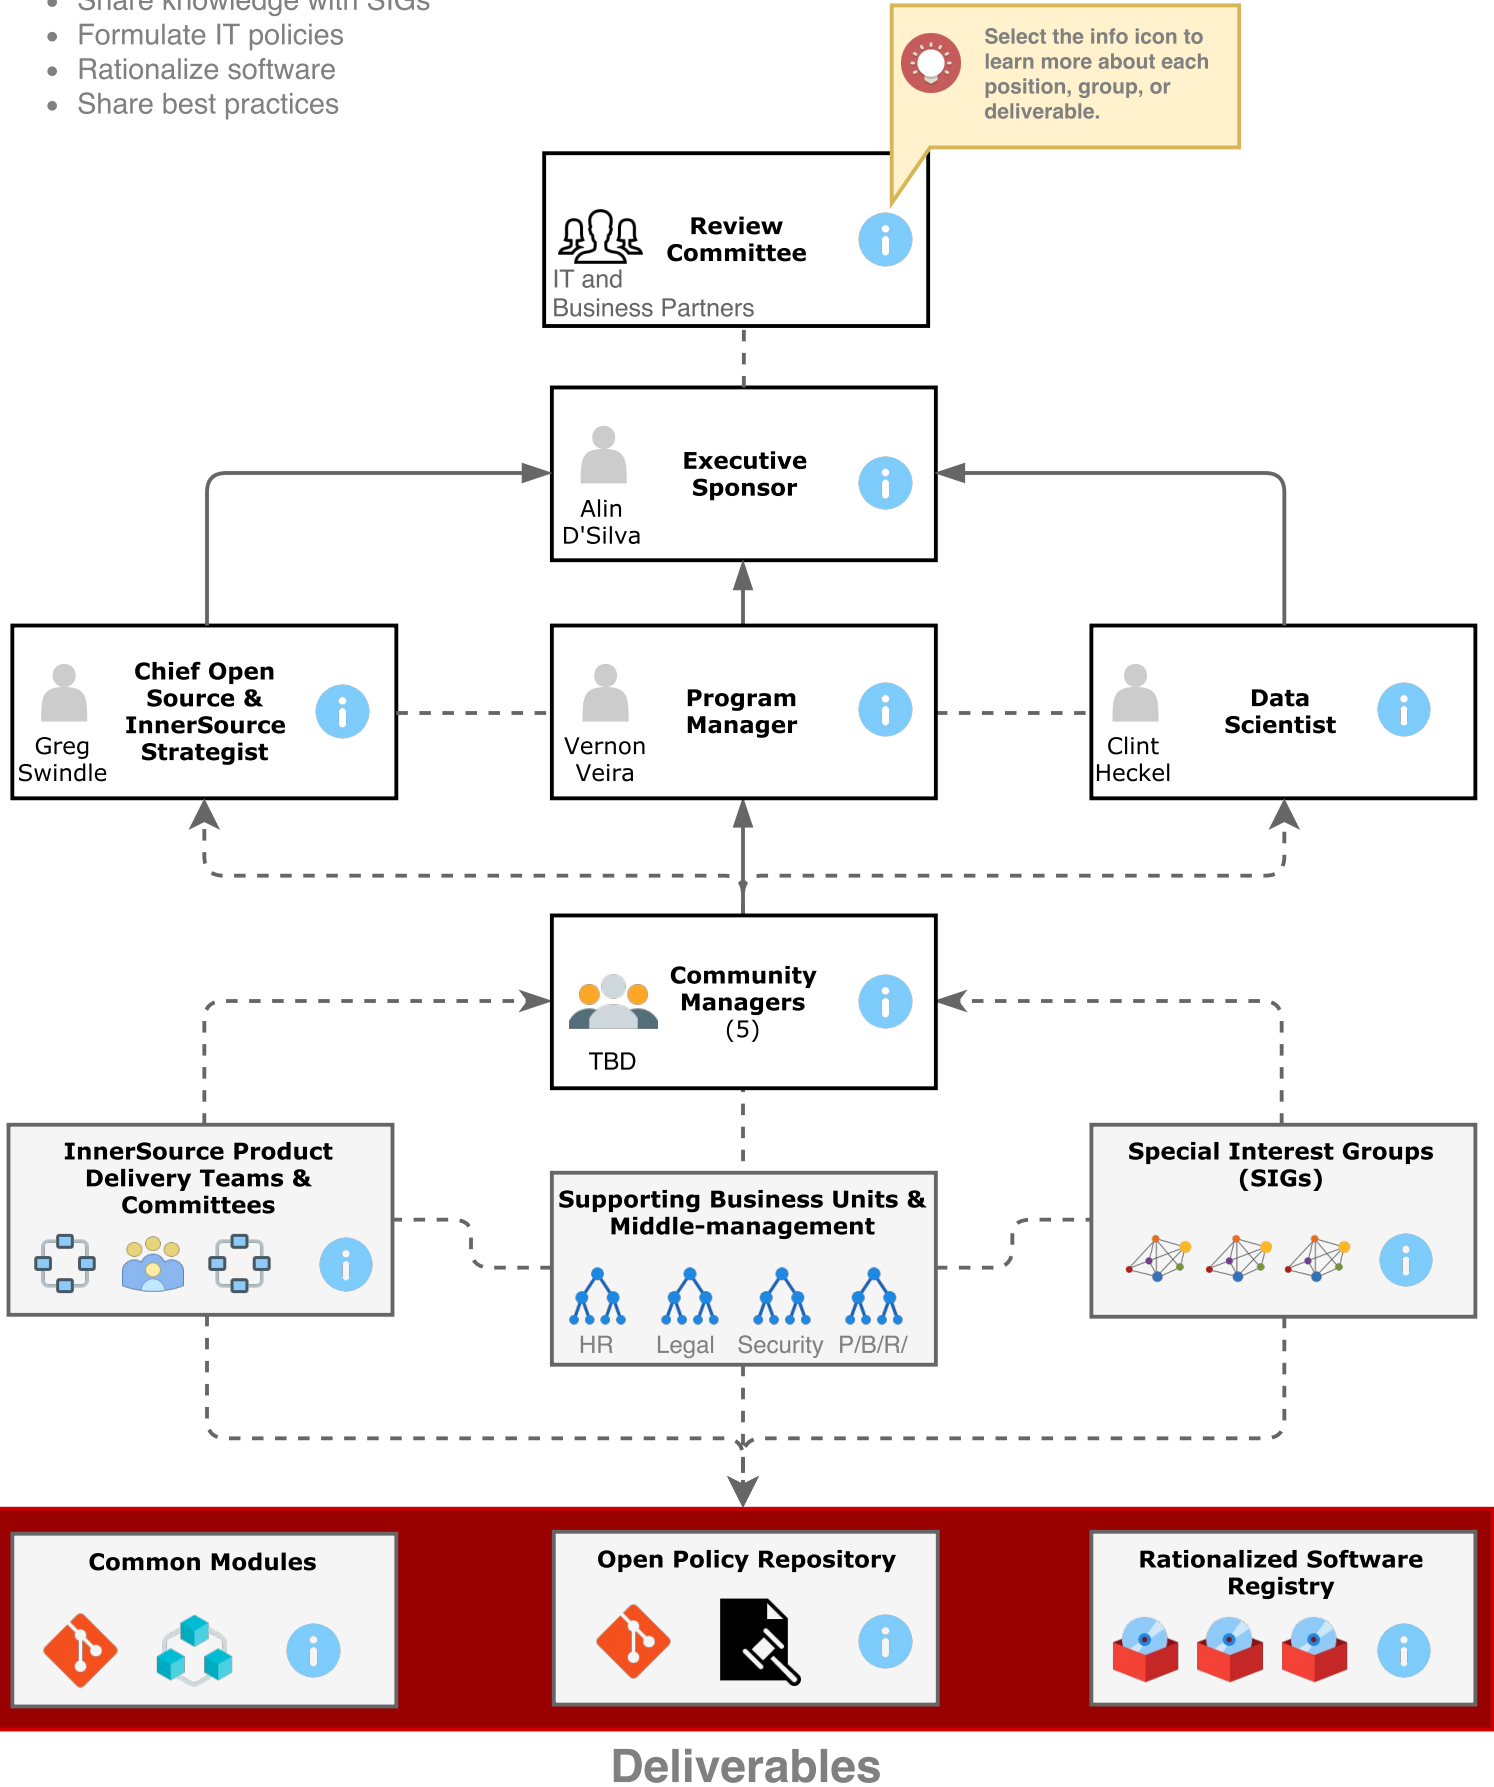 Share knowledge with SIGs
Formulate IT policies
Rationalize software
Share best practices
Select the info icon to
learn more about each
position, group, or
deliverable.
Review
Committee
IT and
Business Partners
Executive
Sponsor
Alin
D'Silva
Chief Open
Source &
InnerSource
Strategist
Greg
Swindle
Program
Manager
Vernon
Veira
Data
Scientist
Clint
Heckel
Community
Managers
(5)
TBD
InnerSource Product
Delivery Teams &
Committees
Supporting Business Units &
Middle-management
HR Legal Security P/B/R/
Special Interest Groups
(SIGs)
Common Modules
Open Policy Repository
Rationalized Software
Registry
Deliverables